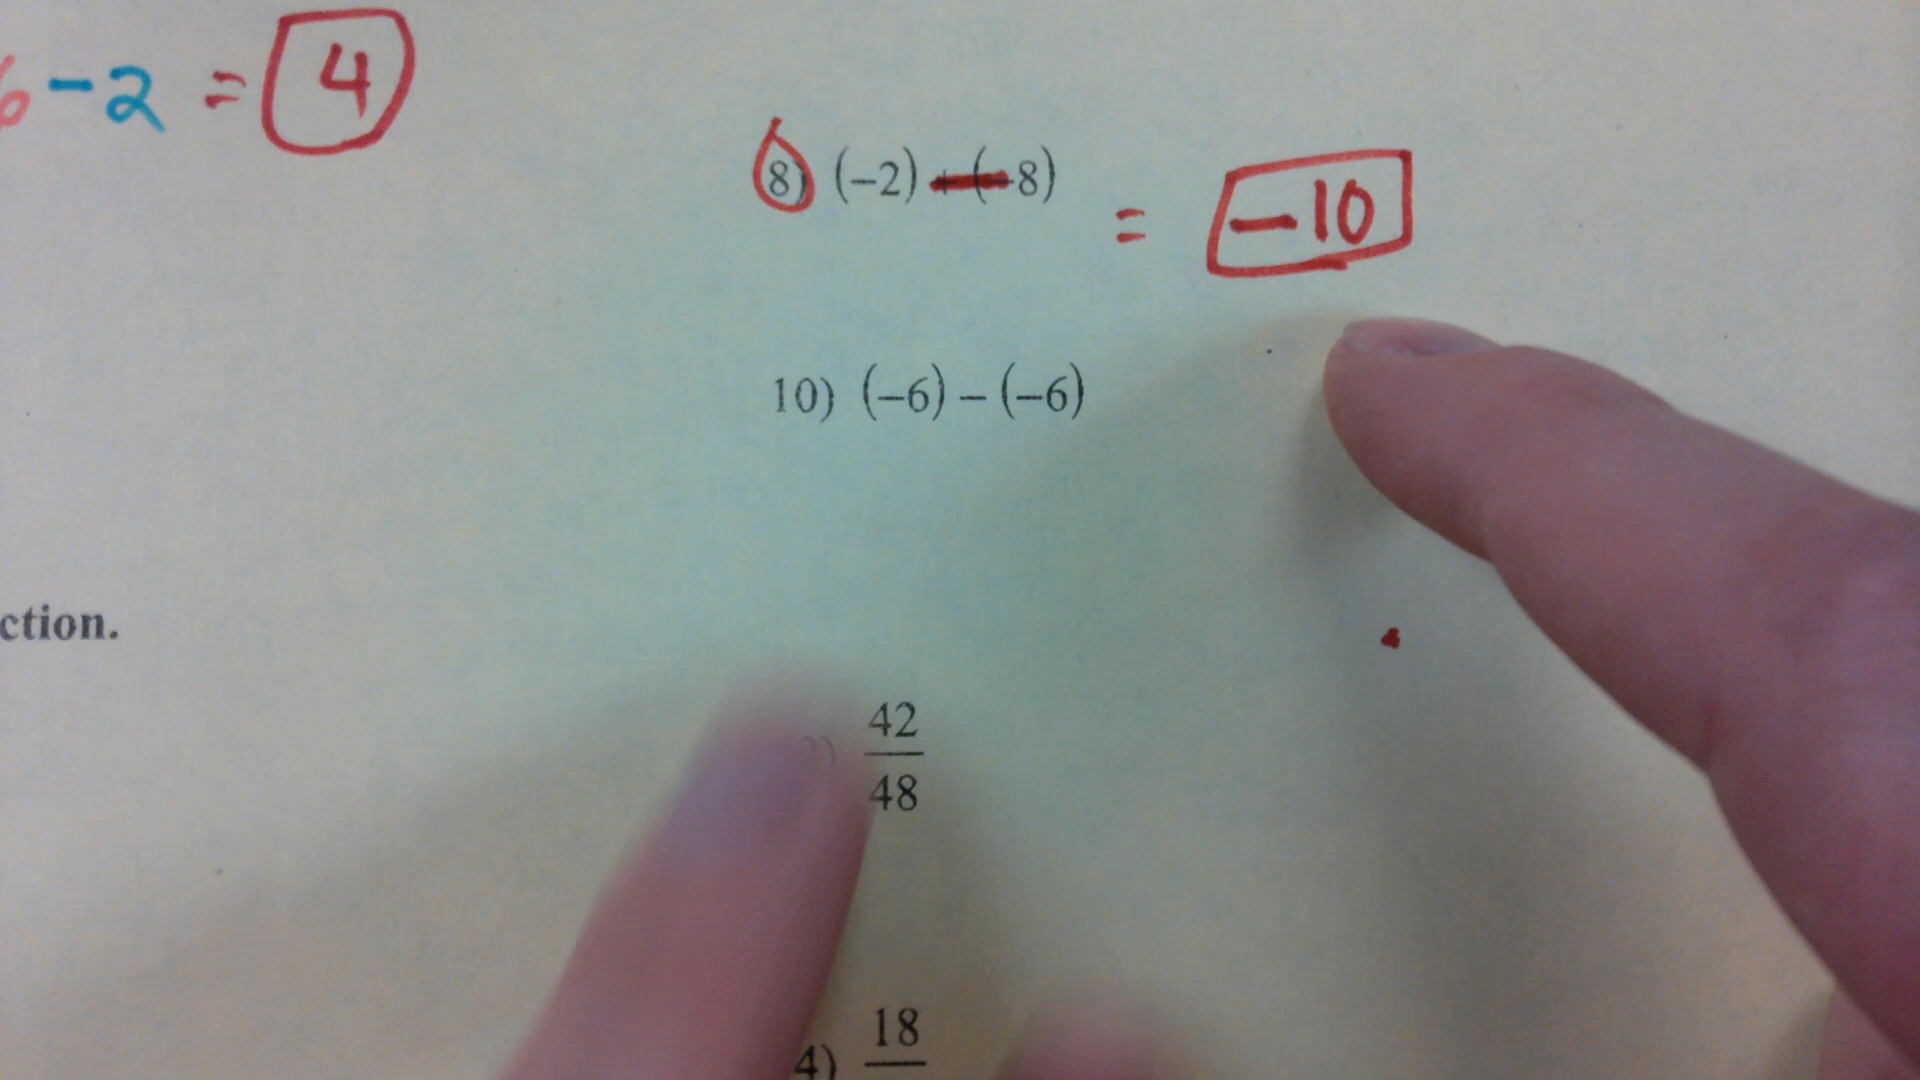 6 - 2 = 4
8) (-2) + (-8) = -10
10) (-6) - (-6)
ction.
42
48
4) 18